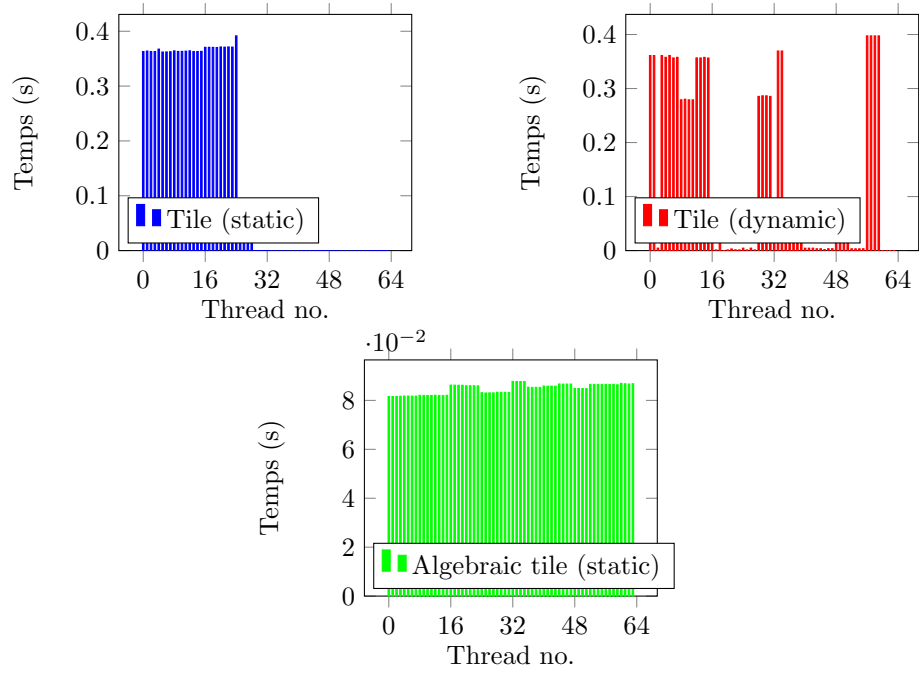 0.4
0.3
0.2
0.1
0
Temps (s)
Tile (static)
0 16 32 48 64
Thread no.
0.4
0.3
0.2
0.1
0
Temps (s)
Tile (dynamic)
0 16 32 48 64
Thread no.
·10⁻²
8
6
4
2
0
Temps (s)
Algebraic tile (static)
0 16 32 48 64
Thread no.